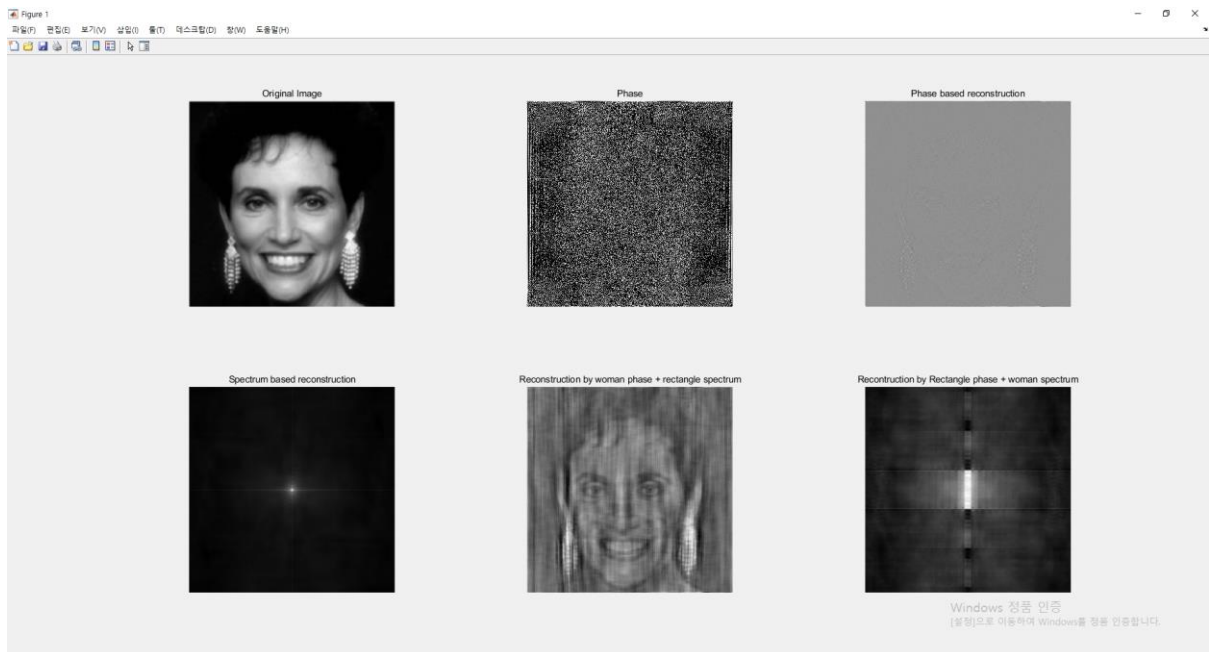 Figure 1
파일(F) 편집(E) 보기(V) 삽입(I) 툴(T) 데스크탑(D) 창(W) 도움말(H)
Original Image
Phase
Phase based reconstruction
Spectrum based reconstruction
Reconstruction by woman phase + rectangle spectrum
Recontruction by Rectangle phase + woman spectrum
Windows 정품 인증
[설정]으로 이동하여 Windows를 정품 인증합니다.